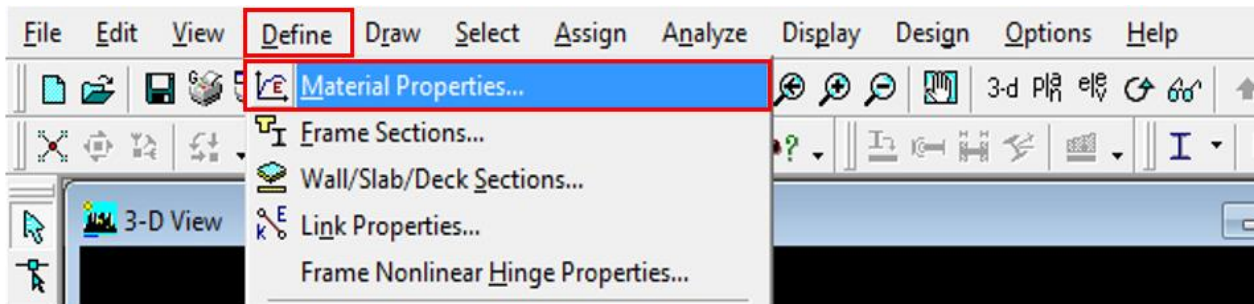 File Edit View Define Draw Select Assign Analyze Display Design Options Help
Material Properties...
3-d
Frame Sections...
Wall/Slab/Deck Sections...
3-D View
Link Properties...
Frame Nonlinear Hinge Properties...